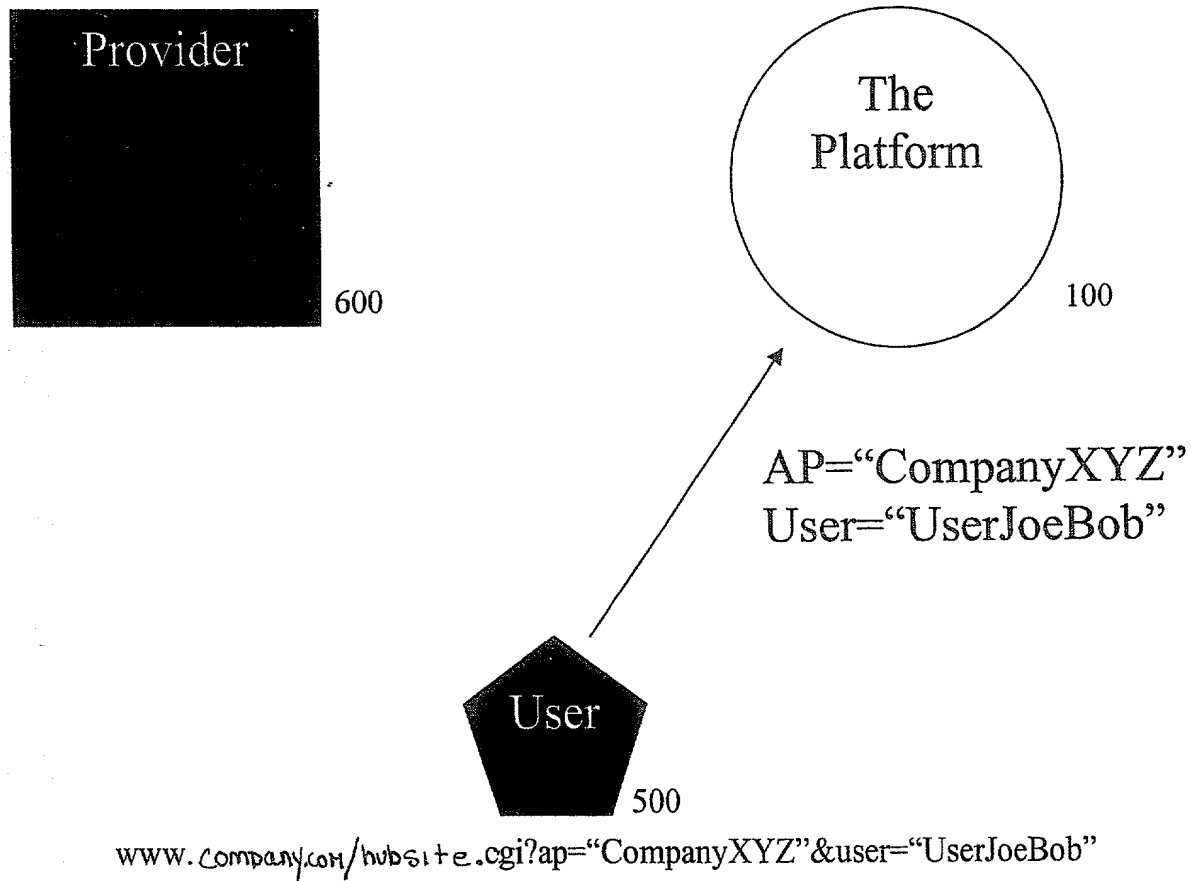 Provider
600
The
Platform
100
AP=“CompanyXYZ”
User=“UserJoeBob”
User
500
www.company.com/hubsite.cgi?ap=“CompanyXYZ”&user=“UserJoeBob”